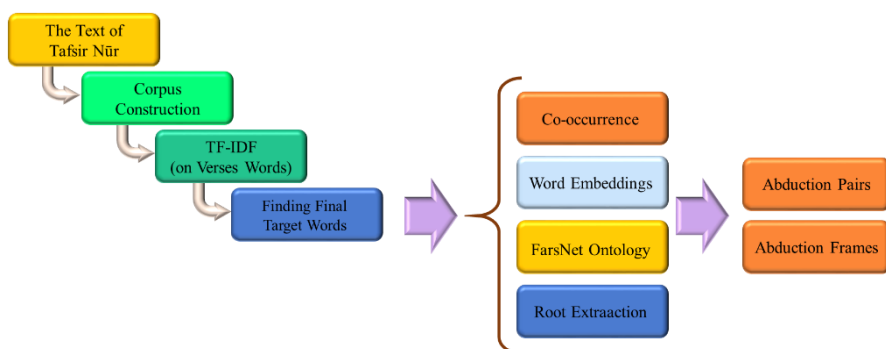 The Text of
Tafsir Nūr
Corpus
Construction
TF-IDF
(on Verses Words)
Finding Final
Target Words
Co-occurrence
Word Embeddings
FarsNet Ontology
Root Extraaction
Abduction Pairs
Abduction Frames